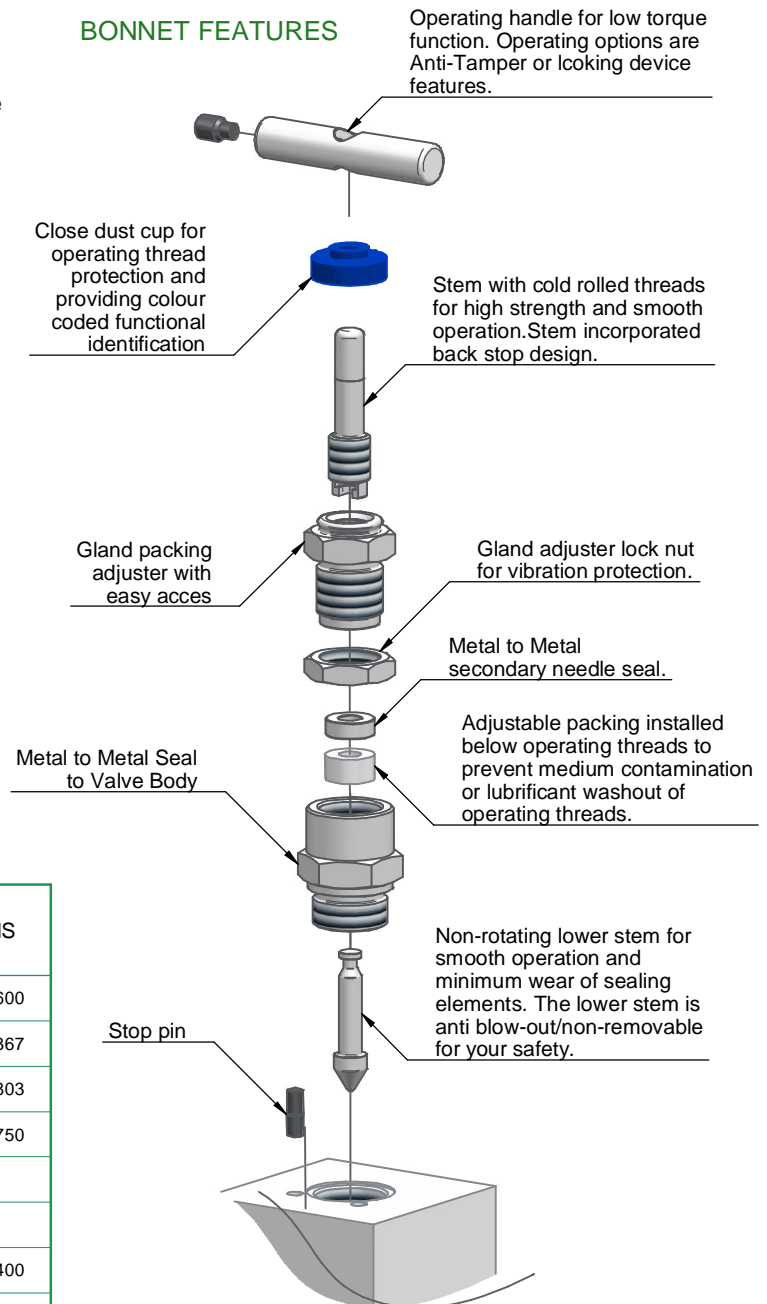 BONNET FEATURES
Operating handle for low torque
function. Operating options are
Anti-Tamper or lcoking device
features.
e
Close dust cup for
operating thread
protection and
providing colour
coded functional
identification
Stem with cold rolled threads
for high strength and smooth
operation.Stem incorporated
back stop design.
Gland packing
adjuster with
easy acces
Gland adjuster lock nut
for vibration protection.
Metal to Metal
secondary needle seal.
Metal to Metal Seal
to Valve Body
Adjustable packing installed
below operating threads to
prevent medium contamination
or lubrificant washout of
operating threads.
Non-rotating lower stem for
smooth operation and
minimum wear of sealing
elements. The lower stem is
anti blow-out/non-removable
for your safety.
Stop pin
S
600
367
303
750
400